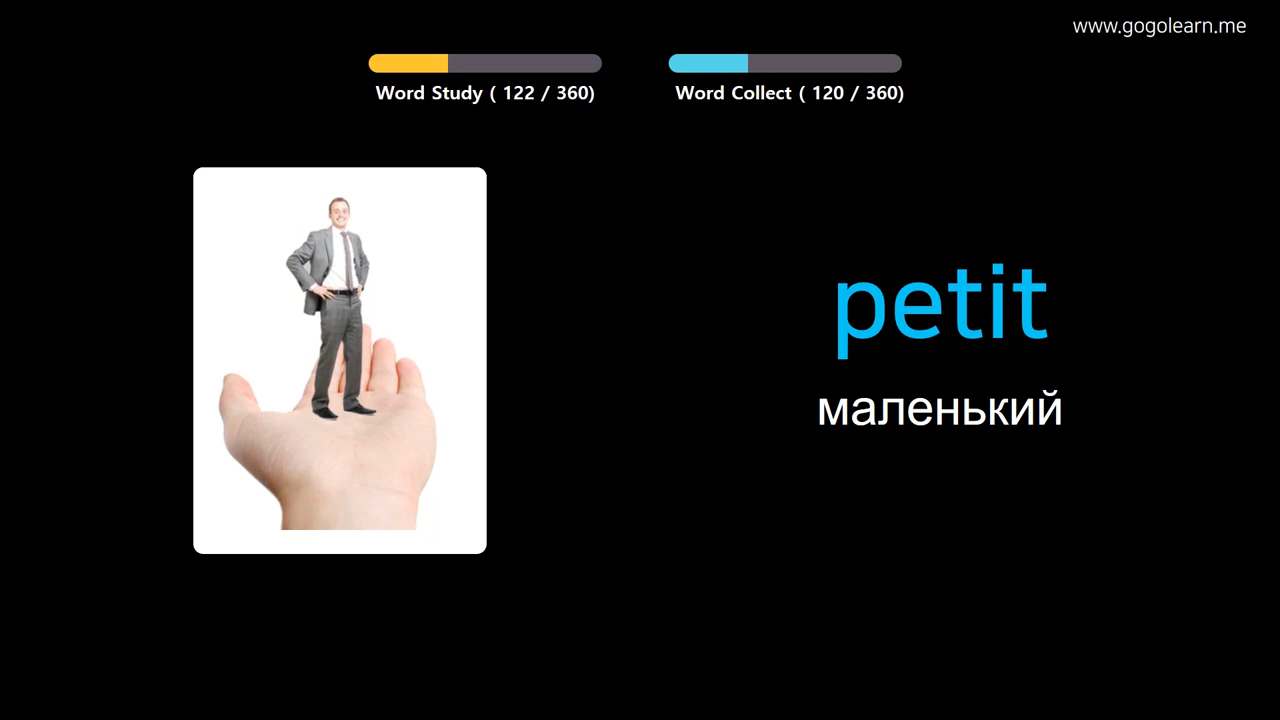 www.gogolearn.me
Word Study ( 122 / 360)
Word Collect ( 120 / 360)
petit
маленький